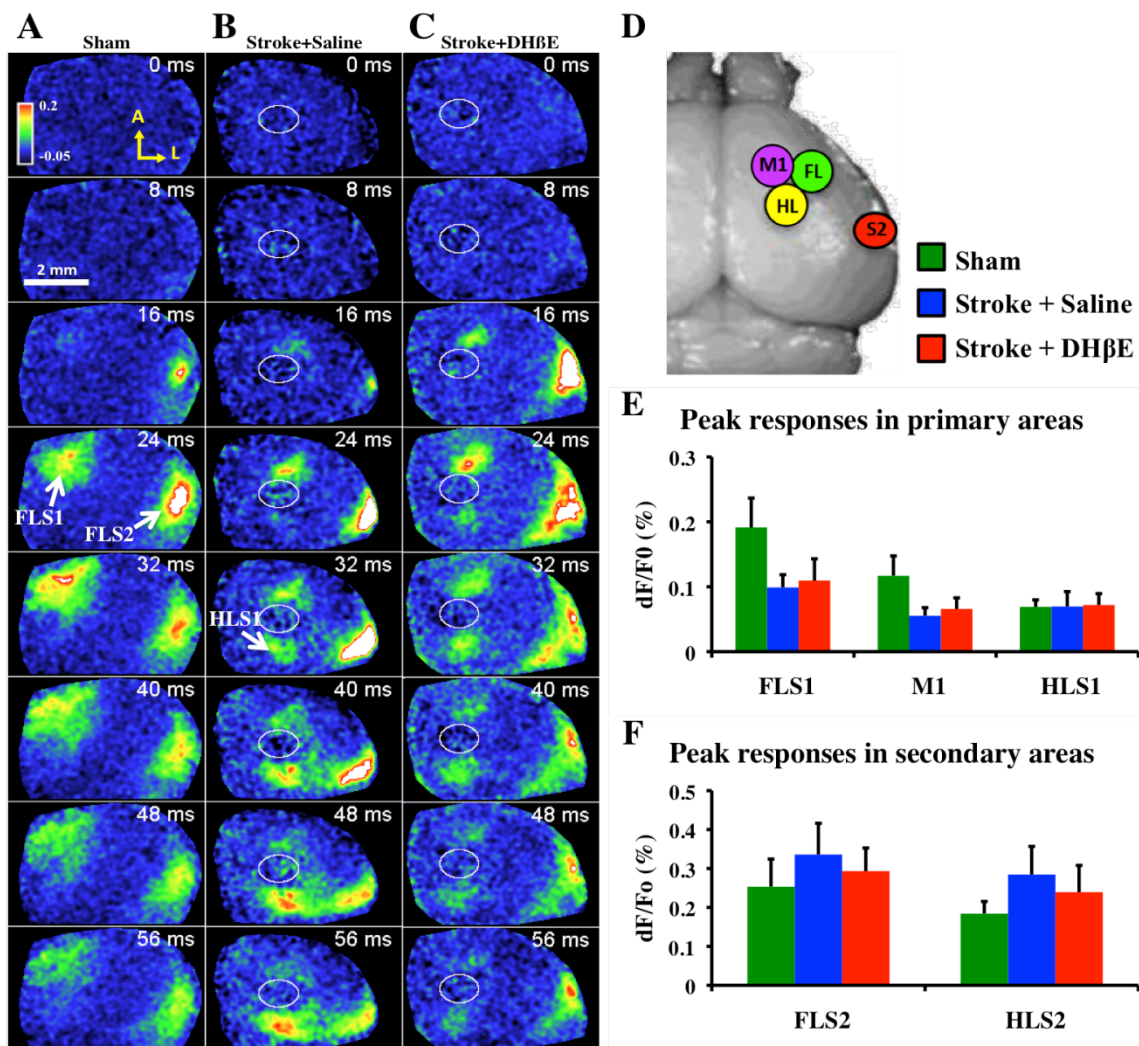 A
Sham
0 ms
0.2
-0.05
A
L
8 ms
2 mm
16 ms
24 ms
FLS1
FLS2
32 ms
40 ms
48 ms
56 ms
B
Stroke+Saline
0 ms
8 ms
16 ms
24 ms
32 ms
HLS1
40 ms
48 ms
56 ms
C
Stroke+DHßE
0 ms
8 ms
16 ms
24 ms
32 ms
40 ms
48 ms
56 ms
D
M1
FL
HL
S2
Sham
Stroke + Saline
Stroke + DHβE
E
Peak responses in primary areas
dF/F0 (%)
0.3
0.2
0.1
0
FLS1 M1 HLS1
F
Peak responses in secondary areas
dF/Fo (%)
0.5
0.4
0.3
0.2
0.1
0
FLS2 HLS2